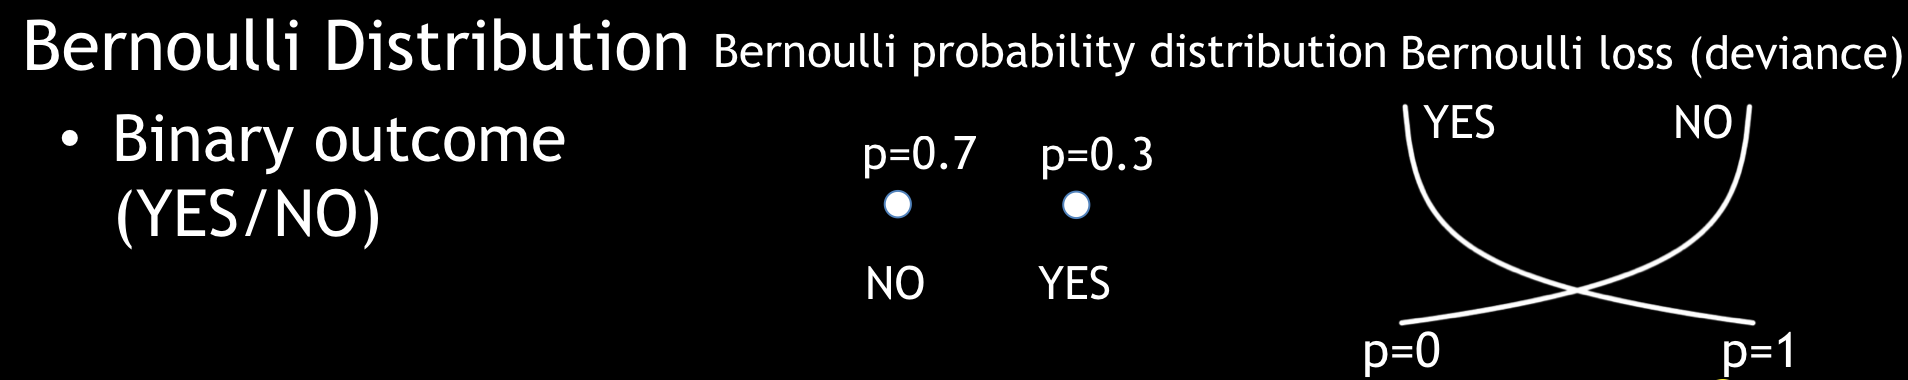 Bernoulli Distribution
• Binary outcome
(YES/NO)
Bernoulli probability distribution
p=0.7 p=0.3
NO YES
Bernoulli loss (deviance)
YES NO
p=0 p=1